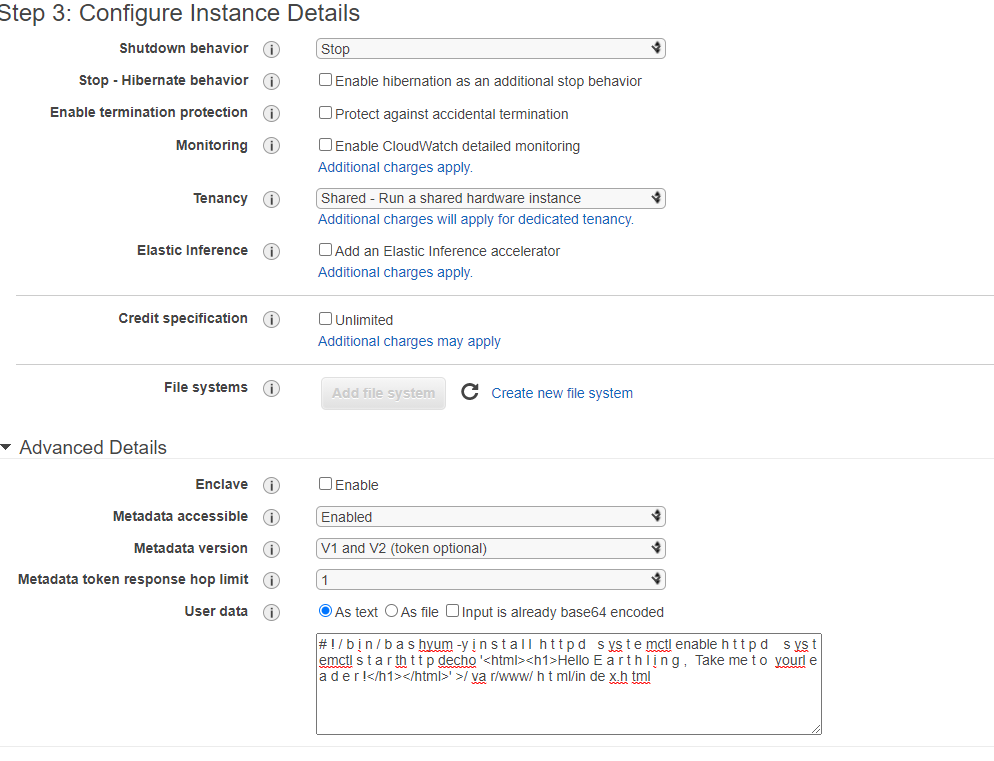 Step 3: Configure Instance Details
Shutdown behavior i Stop
Stop - Hibernate behavior i Enable hibernation as an additional stop behavior
Enable termination protection i Protect against accidental termination
Monitoring i Enable CloudWatch detailed monitoring
Additional charges apply.
Tenancy i Shared - Run a shared hardware instance
Additional charges will apply for dedicated tenancy.
Elastic Inference i Add an Elastic Inference accelerator
Additional charges apply.
Credit specification i Unlimited
Additional charges may apply
File systems i Add file system Create new file system
Advanced Details
Enclave i Enable
Metadata accessible i Enabled
Metadata version i V1 and V2 (token optional)
Metadata token response hop limit i 1
User data i As text As file Input is already base64 encoded
# ! / b i n / b a s hyum -y i n s t a l l  h t t p d   s ys t e mctl enable h t t p d    s ys t
emctl s t a r th t t p decho '<html><h1>Hello E a r t h l i n g ,  Take me t o  yourl e
a d e r !</h1></html>' >/ va r/www/ h t ml/in de x.h tml